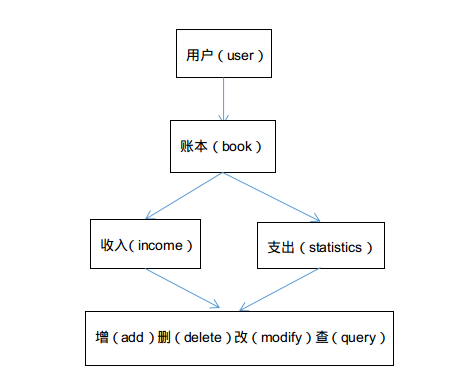 用户（user）
账本（book）
收入（income）
支出（statistics）
增（add）删（delete）改（modify）查（query）